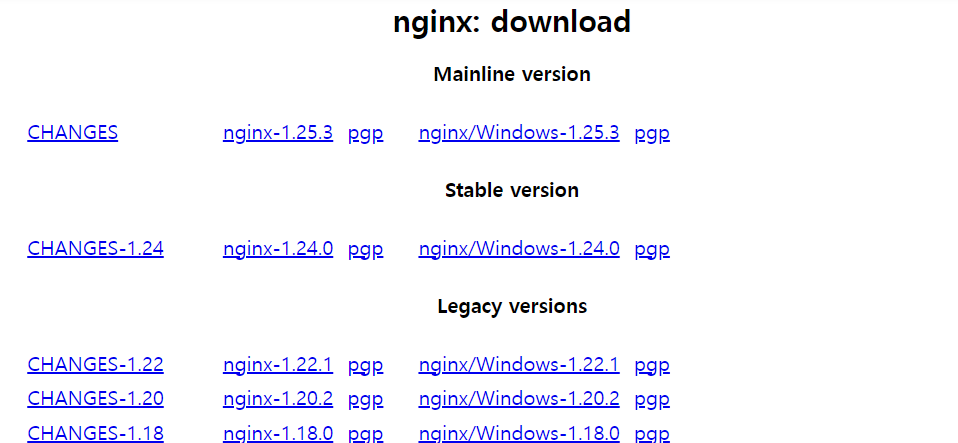 nginx: download
Mainline version
CHANGES nginx-1.25.3 pgp nginx/Windows-1.25.3 pgp
Stable version
CHANGES-1.24 nginx-1.24.0 pgp nginx/Windows-1.24.0 pgp
Legacy versions
CHANGES-1.22 nginx-1.22.1 pgp nginx/Windows-1.22.1 pgp
CHANGES-1.20 nginx-1.20.2 pgp nginx/Windows-1.20.2 pgp
CHANGES-1.18 nginx-1.18.0 pgp nginx/Windows-1.18.0 pgp